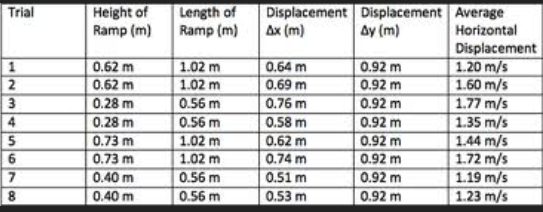 Trial Height of Ramp (m) Length of Ramp (m) Displacement Δx (m) Displacement Δy (m) Average Horizontal Displacement
1 0.62 m 1.02 m 0.64 m 0.92 m 1.20 m/s
2 0.62 m 1.02 m 0.69 m 0.92 m 1.60 m/s
3 0.28 m 0.56 m 0.76 m 0.92 m 1.77 m/s
4 0.28 m 0.56 m 0.58 m 0.92 m 1.35 m/s
5 0.73 m 1.02 m 0.62 m 0.92 m 1.44 m/s
6 0.73 m 1.02 m 0.74 m 0.92 m 1.72 m/s
7 0.40 m 0.56 m 0.51 m 0.92 m 1.19 m/s
8 0.40 m 0.56 m 0.53 m 0.92 m 1.23 m/s